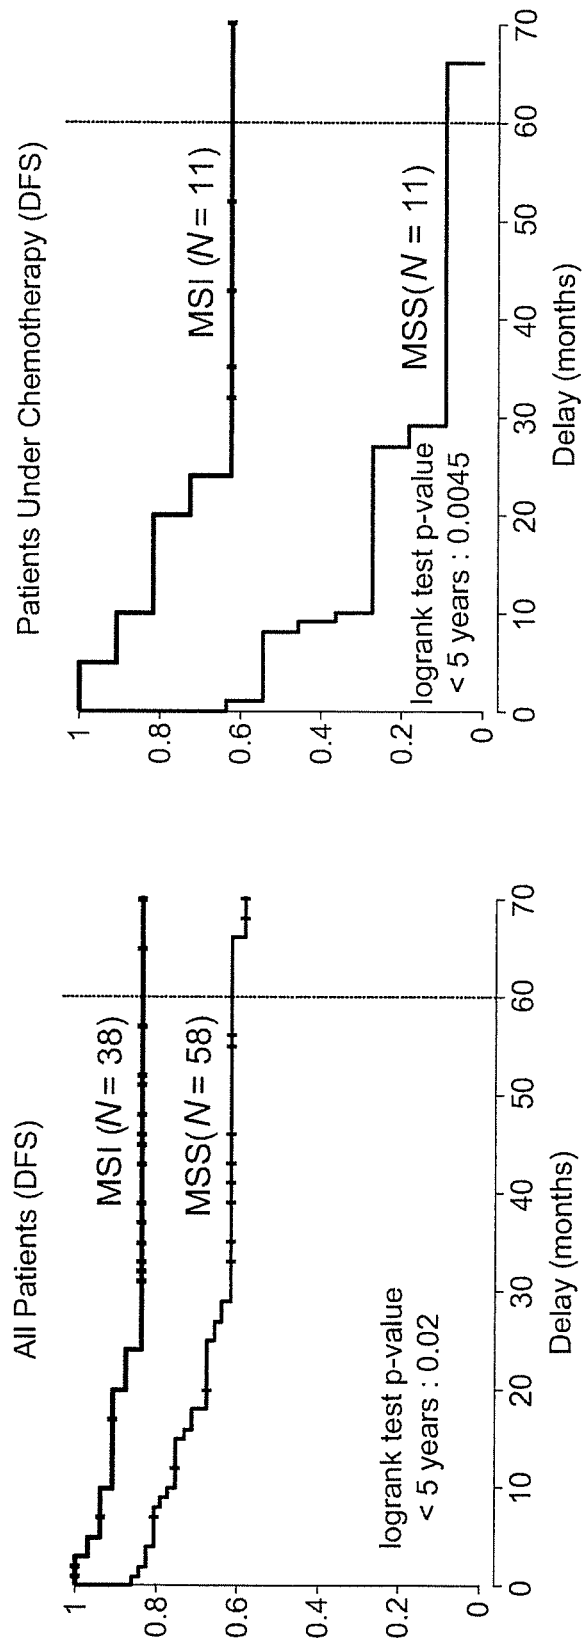 All Patients (DFS)
1
0.8
0.6
0.4
0.2
0
MSI (N = 38)
MSS( N = 58)
logrank test p-value
< 5 years : 0.02
0 10 20 30 40 50 60 70
Delay (months)
Patients Under Chemotherapy (DFS)
1
0.8
0.6
0.4
0.2
0
MSI (N = 11)
MSS( N = 11)
logrank test p-value
< 5 years : 0.0045
0 10 20 30 40 50 60 70
Delay (months)